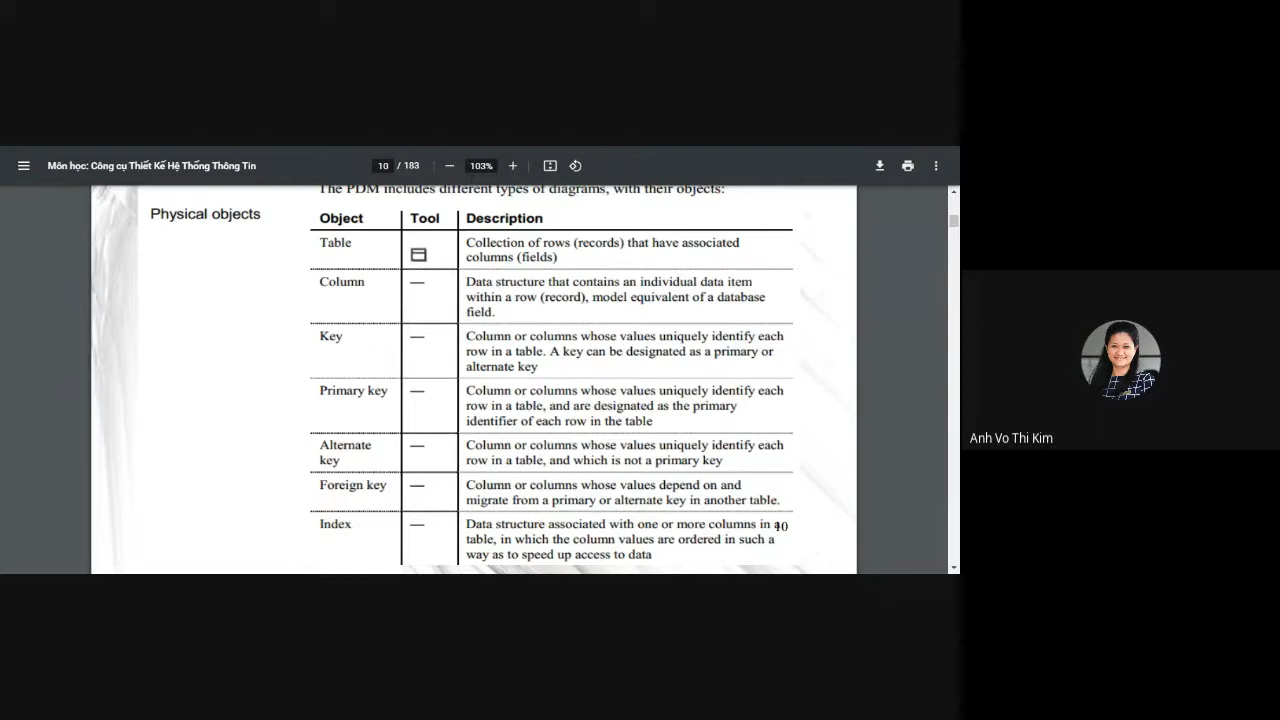 Môn học: Công cụ Thiết Kế Hệ Thống Thông Tin
10 / 183
103%
The PDM includes different types of diagrams, with their objects:
Physical objects
Object Tool Description
Table Collection of rows (records) that have associated
columns (fields)
Column — Data structure that contains an individual data item
within a row (record), model equivalent of a database
field.
Key — Column or columns whose values uniquely identify each
row in a table. A key can be designated as a primary or
alternate key
Primary key — Column or columns whose values uniquely identify each
row in a table, and are designated as the primary
identifier of each row in the table
Alternate — Column or columns whose values uniquely identify each
key row in a table, and which is not a primary key
Foreign key — Column or columns whose values depend on and
migrate from a primary or alternate key in another table.
Index — Data structure associated with one or more columns in a 10
table, in which the column values are ordered in such a
way as to speed up access to data
Anh Vo Thi Kim